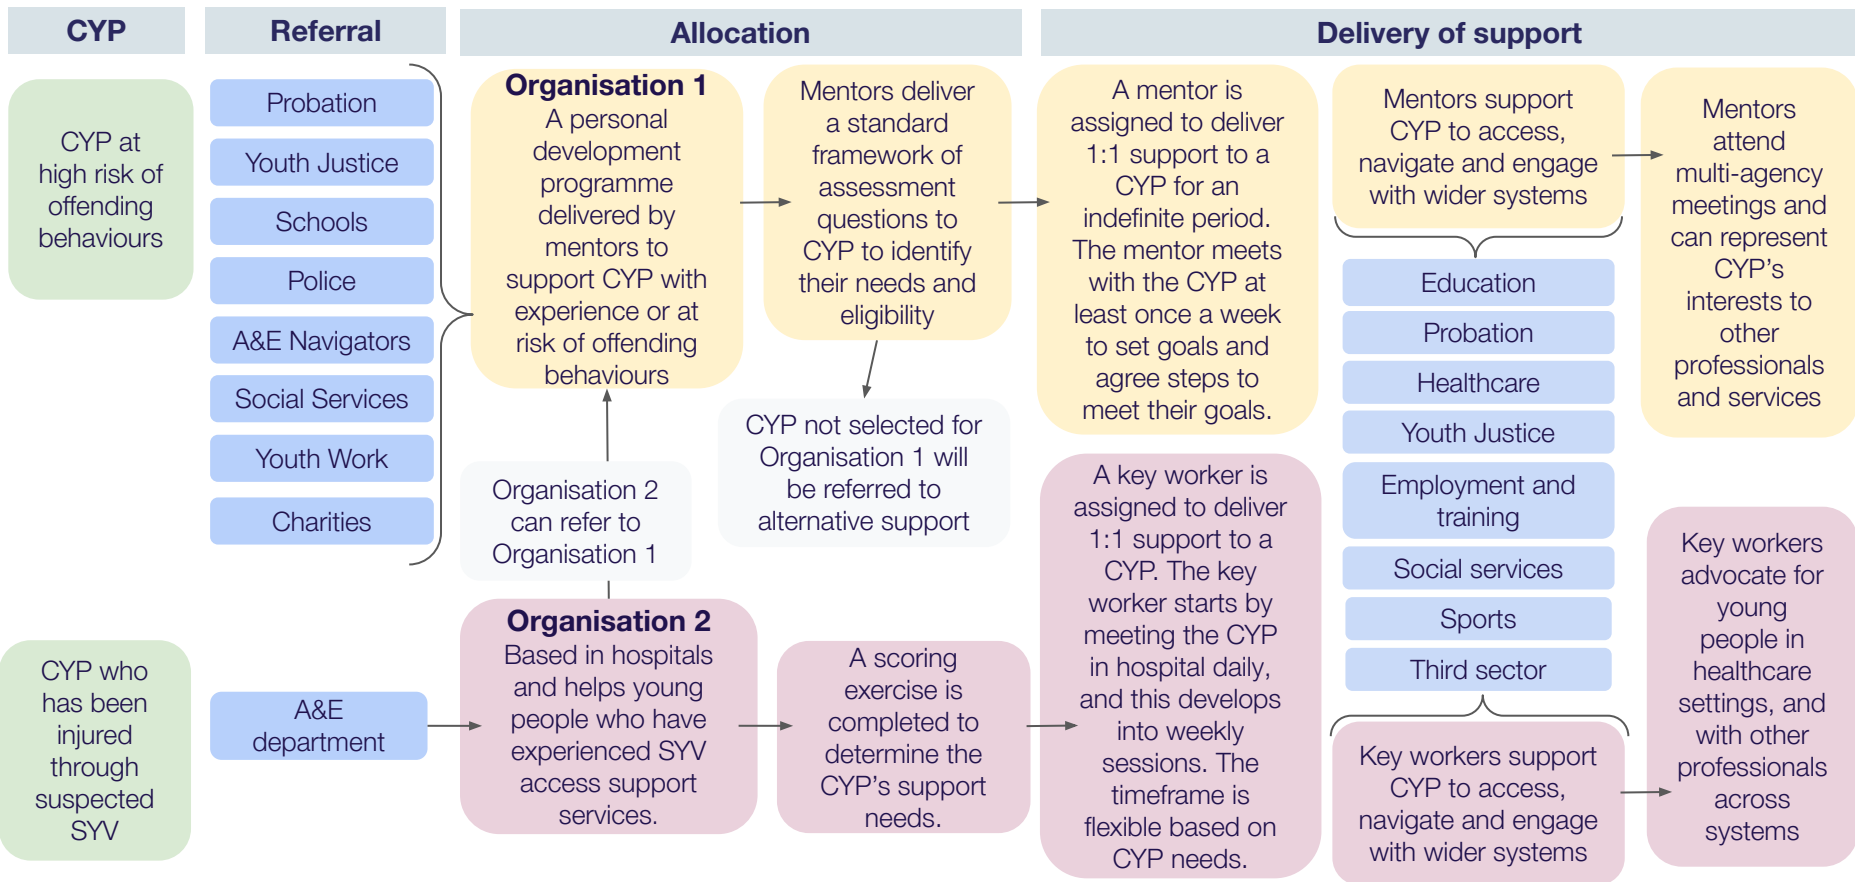 CYP
Referral
Allocation
Delivery of support
CYP at
high risk of
offending
behaviours
Probation
Youth Justice
Schools
Police
A&E Navigators
Social Services
Youth Work
Charities
Organisation 1
A personal
development
programme
delivered by
mentors to
support CYP with
experience or at
risk of offending
behaviours
Mentors deliver
a standard
framework of
assessment
questions to
CYP to identify
their needs and
eligibility
CYP not selected for
Organisation 1 will
be referred to
alternative support
Organisation 2
can refer to
Organisation 1
A mentor is
assigned to deliver
1:1 support to a
CYP for an
indefinite period.
The mentor meets
with the CYP at
least once a week
to set goals and
agree steps to
meet their goals.
Mentors support
CYP to access,
navigate and engage
with wider systems
Mentors
attend
multi-agency
meetings and
can represent
CYP's
interests to
other
professionals
and services
Education
Probation
Healthcare
Youth Justice
Employment and
training
Social services
Sports
Third sector
CYP who
has been
injured
through
suspected
SYV
A&E
department
Organisation 2
Based in hospitals
and helps young
people who have
experienced SYV
access support
services.
A scoring
exercise is
completed to
determine the
CYP's support
needs.
A key worker is
assigned to deliver
1:1 support to a
CYP. The key
worker starts by
meeting the CYP
in hospital daily,
and this develops
into weekly
sessions. The
timeframe is
flexible based on
CYP needs.
Key workers support
CYP to access,
navigate and engage
with wider systems
Key workers
advocate for
young
people in
healthcare
settings, and
with other
professionals
across
systems